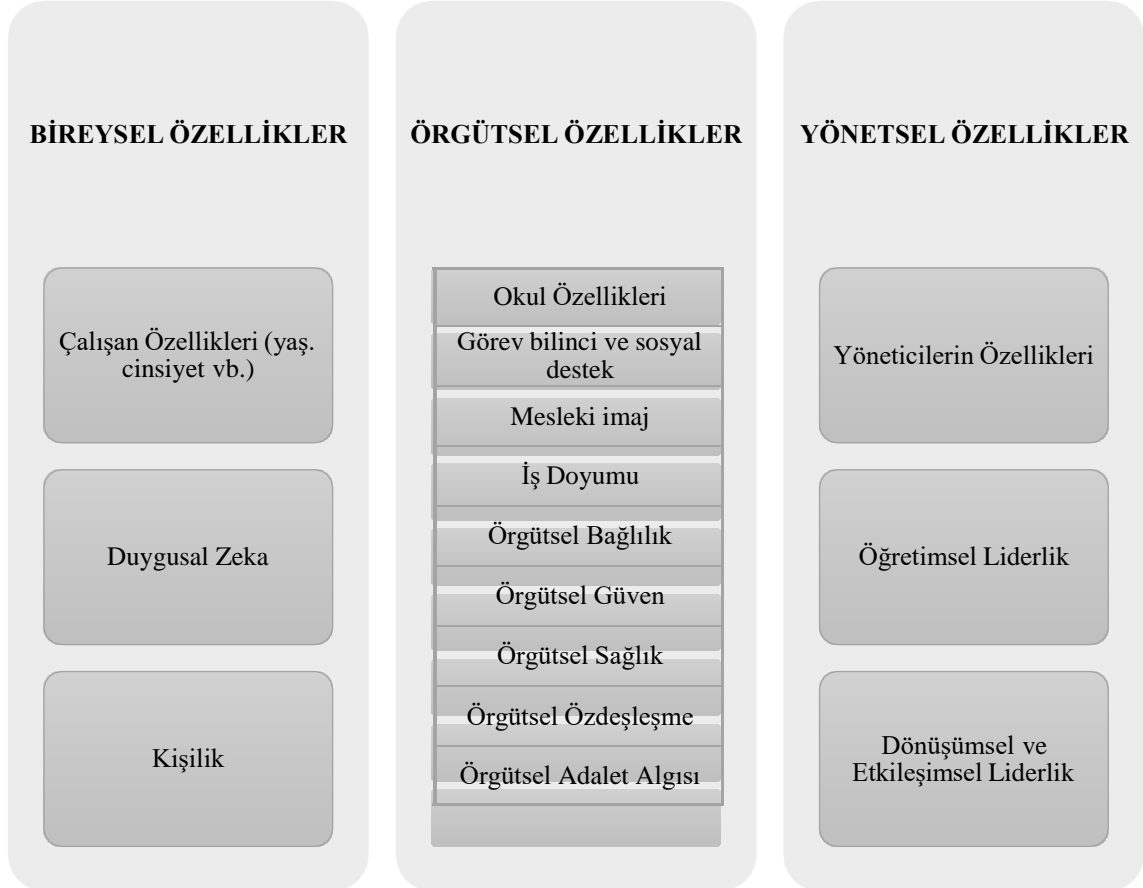 BİREYSEL ÖZELLİKLER
Çalışan Özellikleri (yaş.
cinsiyet vb.)
Duygusal Zeka
Kişilik
ÖRGÜTSEL ÖZELLİKLER
Okul Özellikleri
Görev bilinci ve sosyal
destek
Mesleki imaj
İş Doyumu
Örgütsel Bağlılık
Örgütsel Güven
Örgütsel Sağlık
Örgütsel Özdeşleşme
Örgütsel Adalet Algısı
YÖNETSEL ÖZELLİKLER
Yöneticilerin Özellikleri
Öğretimsel Liderlik
Dönüşümsel ve
Etkileşimsel Liderlik